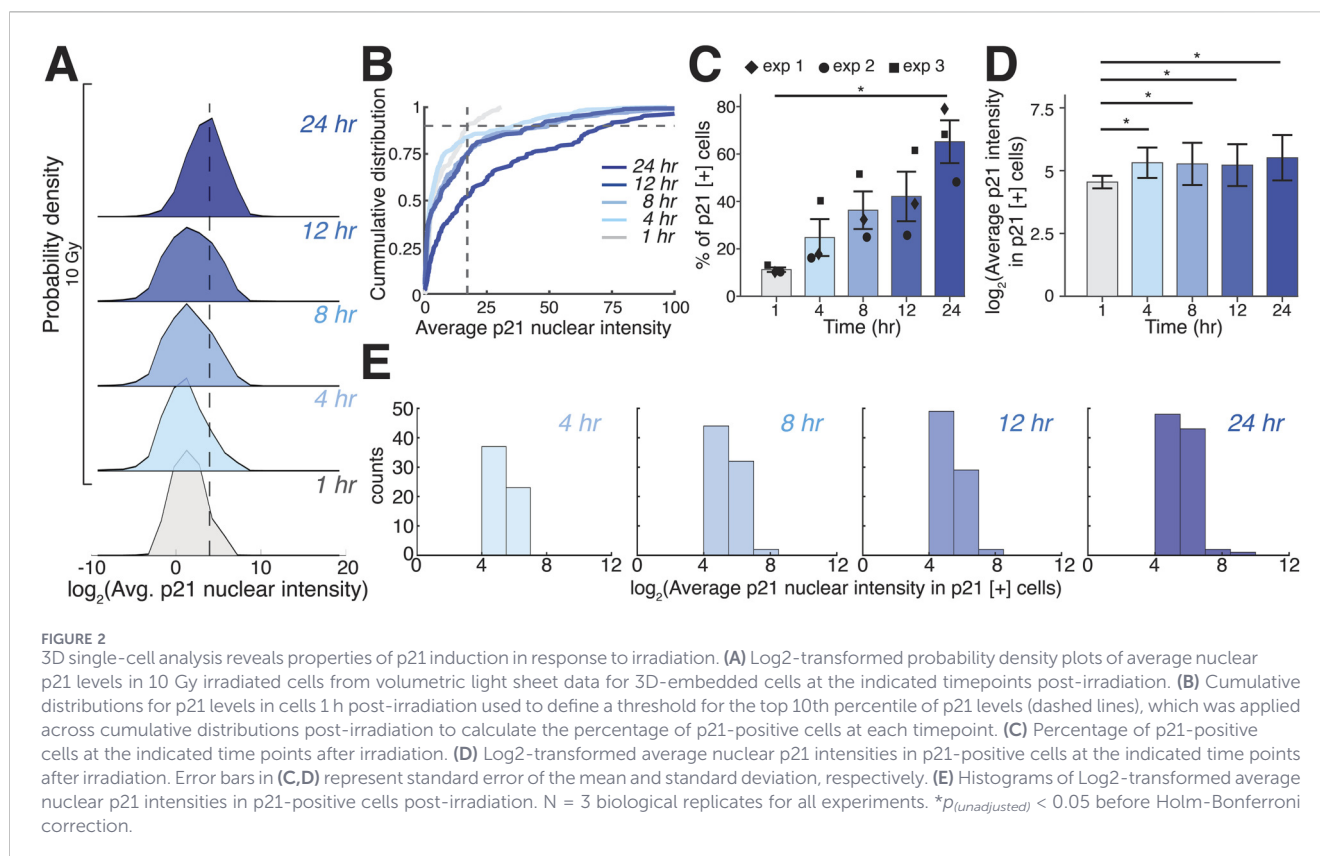 A
Probability density
10 Gy
24 hr
12 hr
8 hr
4 hr
1 hr
-10 0 10 20
log2(Avg. p21 nuclear intensity)
B
Cummulative distribution
1
0.75
0.5
0.25
0
24 hr
12 hr
8 hr
4 hr
1 hr
0 25 50 75 100
Average p21 nuclear intensity
C
exp 1 exp 2 exp 3
*
% of p21 [+] cells
80
60
40
20
0
1 4 8 12 24
Time (hr)
D
*
*
*
*
log2(Average p21 intensity
in p21 [+] cells)
7.5
5
2.5
0
1 4 8 12 24
Time (hr)
E
counts
50
40
30
20
10
0
4 hr 8 hr 12 hr 24 hr
0 4 8 12 0 4 8 12 0 4 8 12 0 4 8 12
log2(Average p21 nuclear intensity in p21 [+] cells)
FIGURE 2
3D single-cell analysis reveals properties of p21 induction in response to irradiation. (A) Log2-transformed probability density plots of average nuclear
p21 levels in 10 Gy irradiated cells from volumetric light sheet data for 3D-embedded cells at the indicated timepoints post-irradiation. (B) Cumulative
distributions for p21 levels in cells 1 h post-irradiation used to define a threshold for the top 10th percentile of p21 levels (dashed lines), which was applied
across cumulative distributions post-irradiation to calculate the percentage of p21-positive cells at each timepoint. (C) Percentage of p21-positive
cells at the indicated time points after irradiation. (D) Log2-transformed average nuclear p21 intensities in p21-positive cells at the indicated time points
after irradiation. Error bars in (C,D) represent standard error of the mean and standard deviation, respectively. (E) Histograms of Log2-transformed average
nuclear p21 intensities in p21-positive cells post-irradiation. N = 3 biological replicates for all experiments. *p(unadjusted) < 0.05 before Holm-Bonferroni
correction.